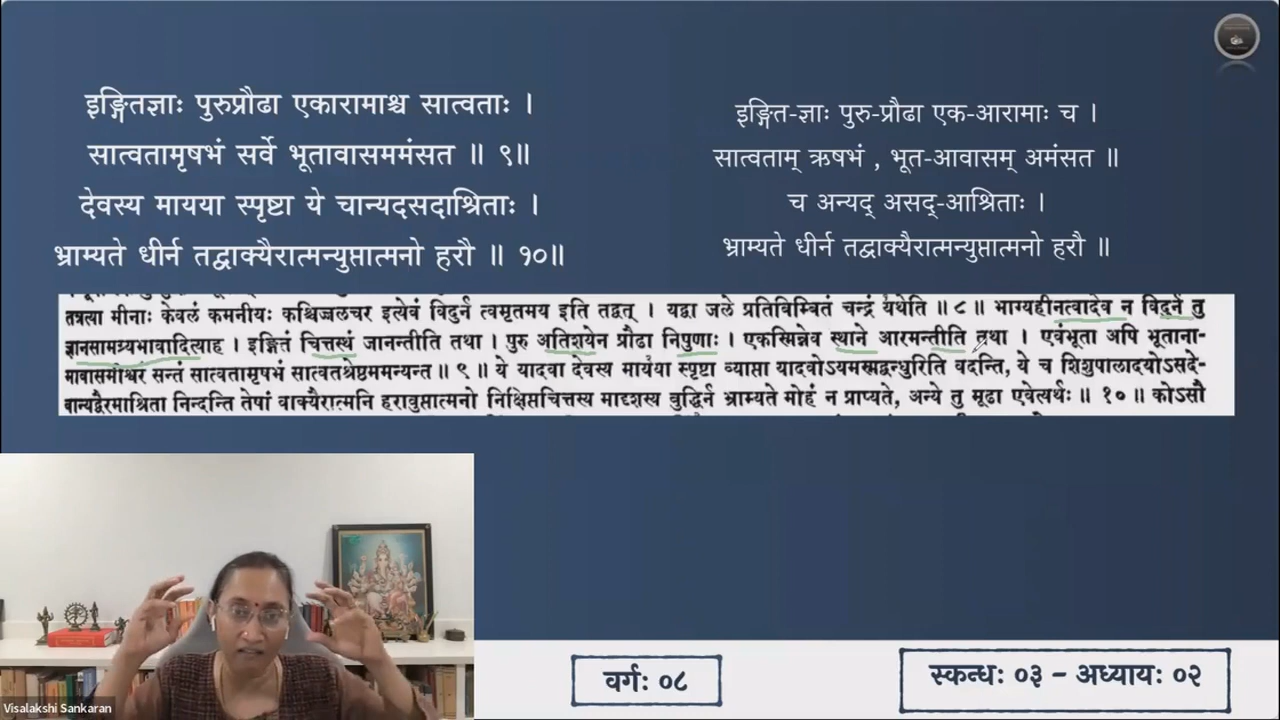 इङ्गितज्ञाः पुरुप्रौढा एकारामाश्च सात्वताः ।
सात्वतामृषभं सर्वे भूतावासममंसत ॥ ९॥
देवस्य मायया स्पृष्टा ये चान्यदसदाश्रिताः ।
भ्राम्यते धीर्न तद्वाक्यैरात्मन्युप्तात्मनो हरौ ॥ १०॥
इङ्गित-ज्ञाः पुरु-प्रौढा एक-आरामाः च ।
सात्वताम् ऋषभं , भूत-आवासम् अमंसत ॥
च अन्यद् असद्-आश्रिताः ।
भ्राम्यते धीर्न तद्वाक्यैरात्मन्युप्तात्मनो हरौ ॥
तत्रत्या मीनाः केवलं कमनीयः कश्चिज्जलचर इत्येवं विदुर्न त्वमृतमय इति तद्वत् । यद्वा जले प्रतिबिम्बितं चन्द्रं यथेति ॥ ८ ॥ भाग्यहीनत्वादेव न विदुर्न तु
ज्ञानसामग्र्यभावादित्याह । इङ्गितं चित्तस्थं जानन्तीति तथा । पुरु अतिशयेन प्रौढा निपुणाः । एकस्मिन्नेव स्थाने आरमन्तीति तथा । एवंभूता अपि भूताना-
मावासमीश्वरं सन्तं सात्वतामृषभं सात्वतश्रेष्ठममन्यन्त ॥ ९ ॥ ये यादवा देवस्य मायया स्पृष्टा व्याप्ता यादवोऽयमस्मद्बन्धुरिति वदन्ति, ये च शिशुपालादयोऽसदे-
वान्यद्वैरमाश्रिता निन्दन्ति तेषां वाक्यैरात्मनि हरावुप्तात्मनो निक्षिप्तचित्तस्य मादृशस्य बुद्धिर्न भ्राम्यते मोहं न प्राप्यते, अन्ये तु मूढा एवेत्यर्थः ॥ १० ॥ कोऽसौ
Visalakshi Sankaran
वर्गः ०८
स्कन्धः ०३ – अध्यायः ०२